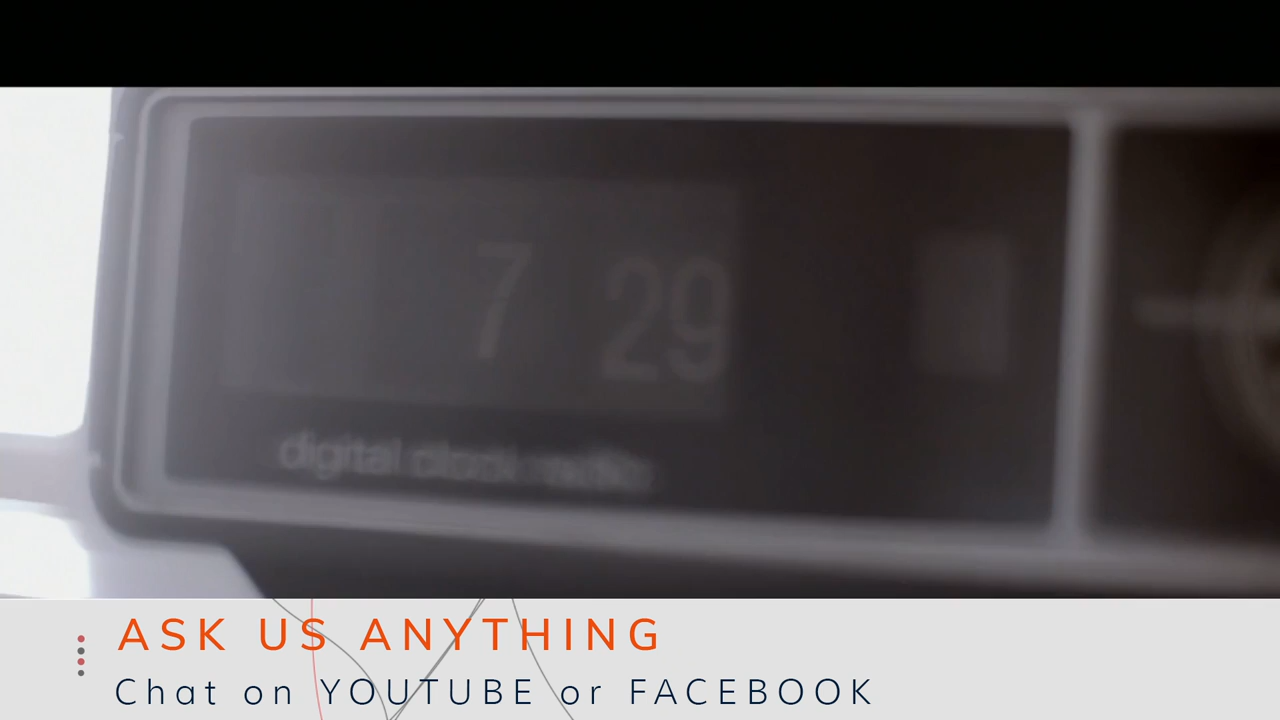 7 29
digital clock radio
ASK US ANYTHING
Chat on YOUTUBE or FACEBOOK